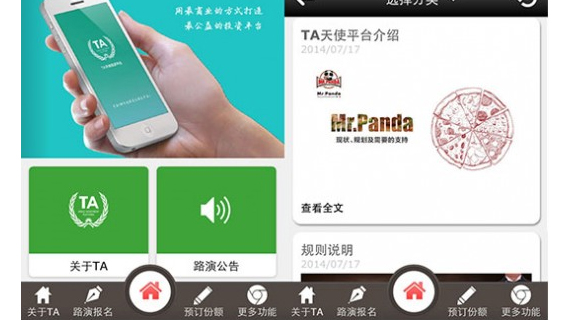 用最商业的方式打造
最公益的投资平台
TA
TA
关于TA
路演公告
关于TA
路演报名
预订份额
更多功能
选择分类
TA天使平台介绍
2014/07/17
Mr.Panda
Mr.Panda
现状、规划及需要的支持
查看全文
规则说明
2014/07/17
关于TA
路演报名
预订份额
更多功能